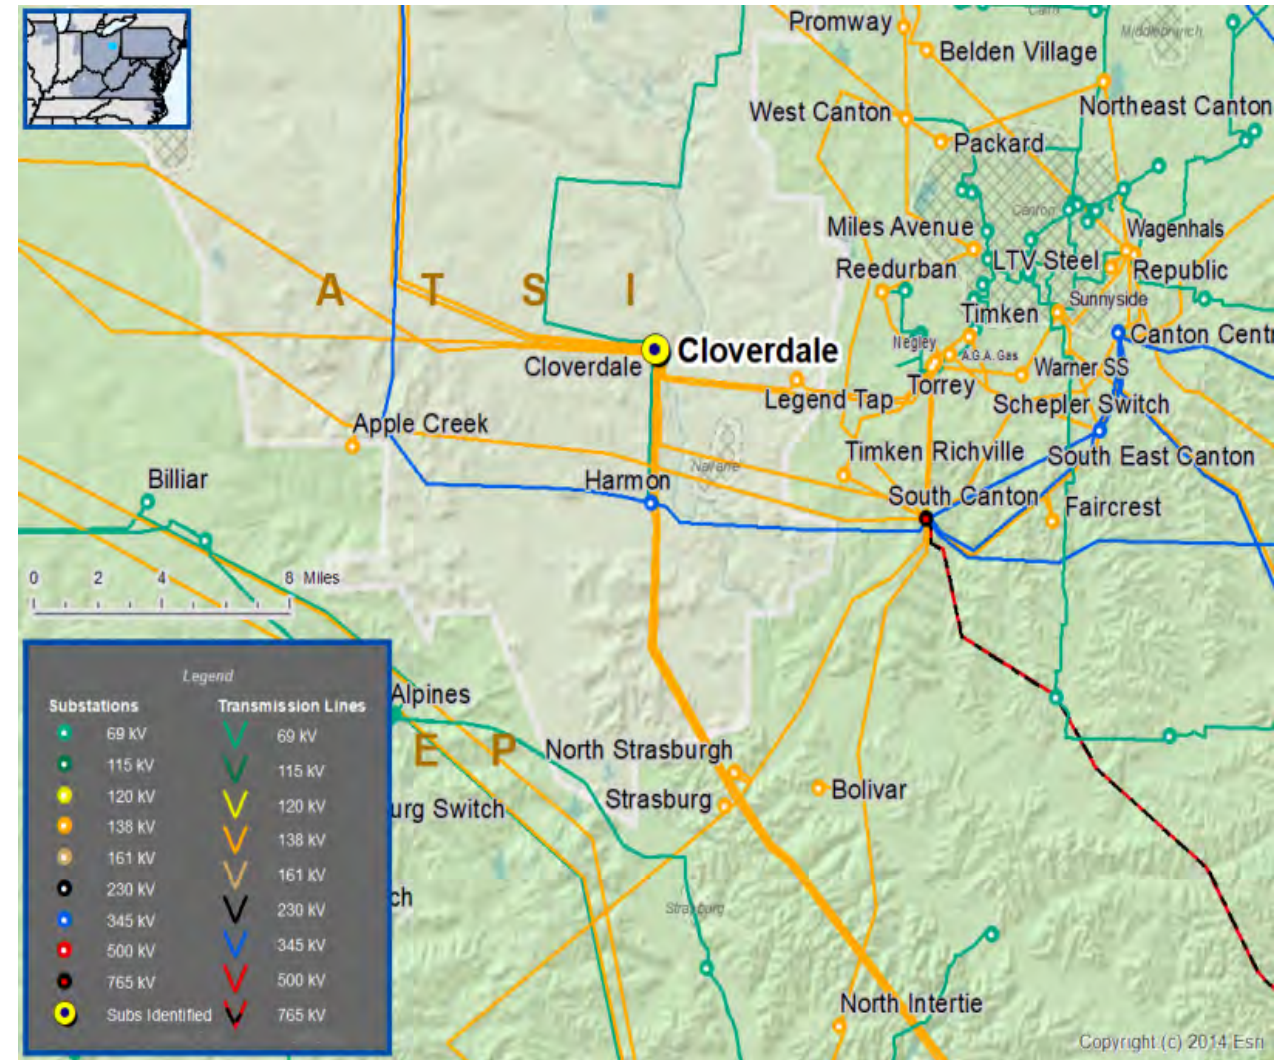 Promway
Cairo
Middlebranch
Belden Village
Northeast Canton
West Canton
Packard
Canton
Miles Avenue
Wagenhals
LTV Steel
Reedurban
Republic
A T S I
Sunnyside
Timken
Canton Centr
Negley
Cloverdale
Cloverdale
A.G.A. Gas
Warner SS
Torrey
Legend Tap
Schepler Switch
Apple Creek
Timken Richville
South East Canton
Navarre
Billiar
Harmon
South Canton
Faircrest
0 2 4 8 Miles
Legend
Substations
69 kV
115 kV
120 kV
138 kV
161 kV
230 kV
345 kV
500 kV
765 kV
Subs Identified
Transmission Lines
69 kV
115 kV
120 kV
138 kV
161 kV
230 kV
345 kV
500 kV
765 kV
Alpines
E P
North Strasburgh
Strasburg
Bolivar
urg Switch
ch
Strasburg
North Intertie
Copyright (c) 2014 Esri